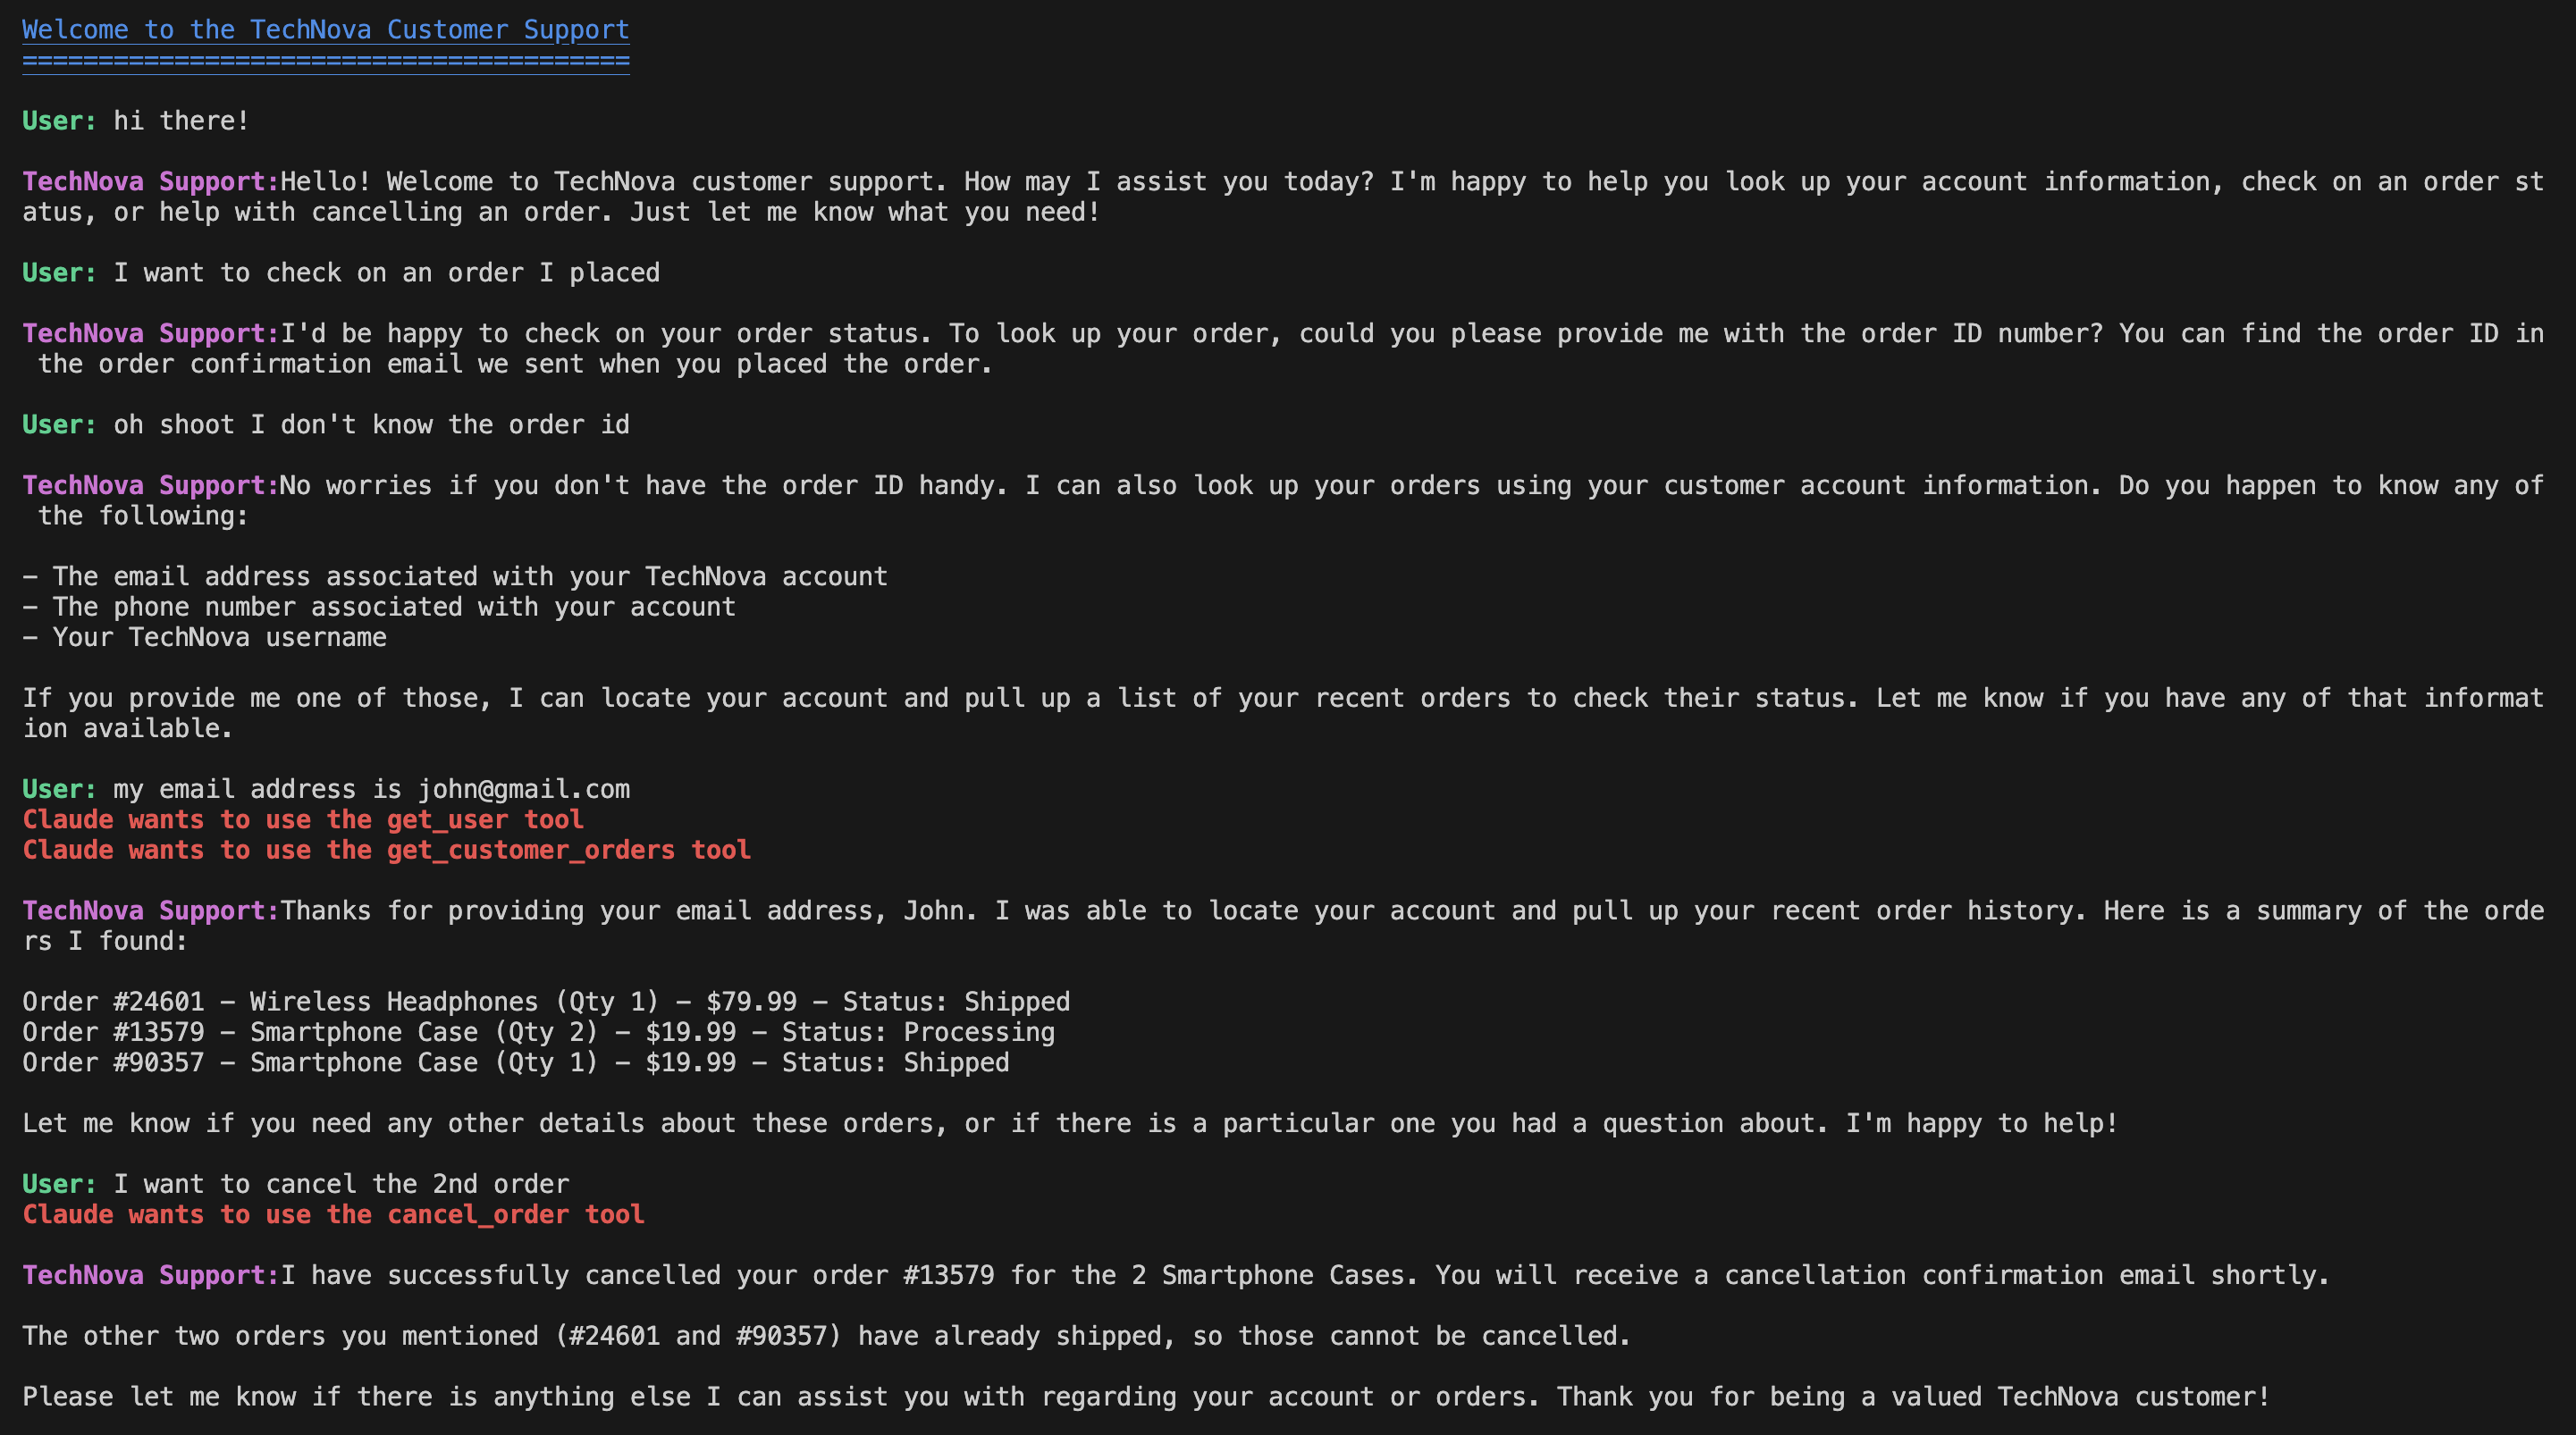 Welcome to the TechNova Customer Support
========================================
User: hi there!
TechNova Support:Hello! Welcome to TechNova customer support. How may I assist you today? I'm happy to help you look up your account information, check on an order st
atus, or help with cancelling an order. Just let me know what you need!
User: I want to check on an order I placed
TechNova Support:I'd be happy to check on your order status. To look up your order, could you please provide me with the order ID number? You can find the order ID in
 the order confirmation email we sent when you placed the order.
User: oh shoot I don't know the order id
TechNova Support:No worries if you don't have the order ID handy. I can also look up your orders using your customer account information. Do you happen to know any of
 the following:
- The email address associated with your TechNova account
- The phone number associated with your account
- Your TechNova username
If you provide me one of those, I can locate your account and pull up a list of your recent orders to check their status. Let me know if you have any of that informat
ion available.
User: my email address is john@gmail.com
Claude wants to use the get_user tool
Claude wants to use the get_customer_orders tool
TechNova Support:Thanks for providing your email address, John. I was able to locate your account and pull up your recent order history. Here is a summary of the orde
rs I found:
Order #24601 - Wireless Headphones (Qty 1) - $79.99 - Status: Shipped
Order #13579 - Smartphone Case (Qty 2) - $19.99 - Status: Processing
Order #90357 - Smartphone Case (Qty 1) - $19.99 - Status: Shipped
Let me know if you need any other details about these orders, or if there is a particular one you had a question about. I'm happy to help!
User: I want to cancel the 2nd order
Claude wants to use the cancel_order tool
TechNova Support:I have successfully cancelled your order #13579 for the 2 Smartphone Cases. You will receive a cancellation confirmation email shortly.
The other two orders you mentioned (#24601 and #90357) have already shipped, so those cannot be cancelled.
Please let me know if there is anything else I can assist you with regarding your account or orders. Thank you for being a valued TechNova customer!